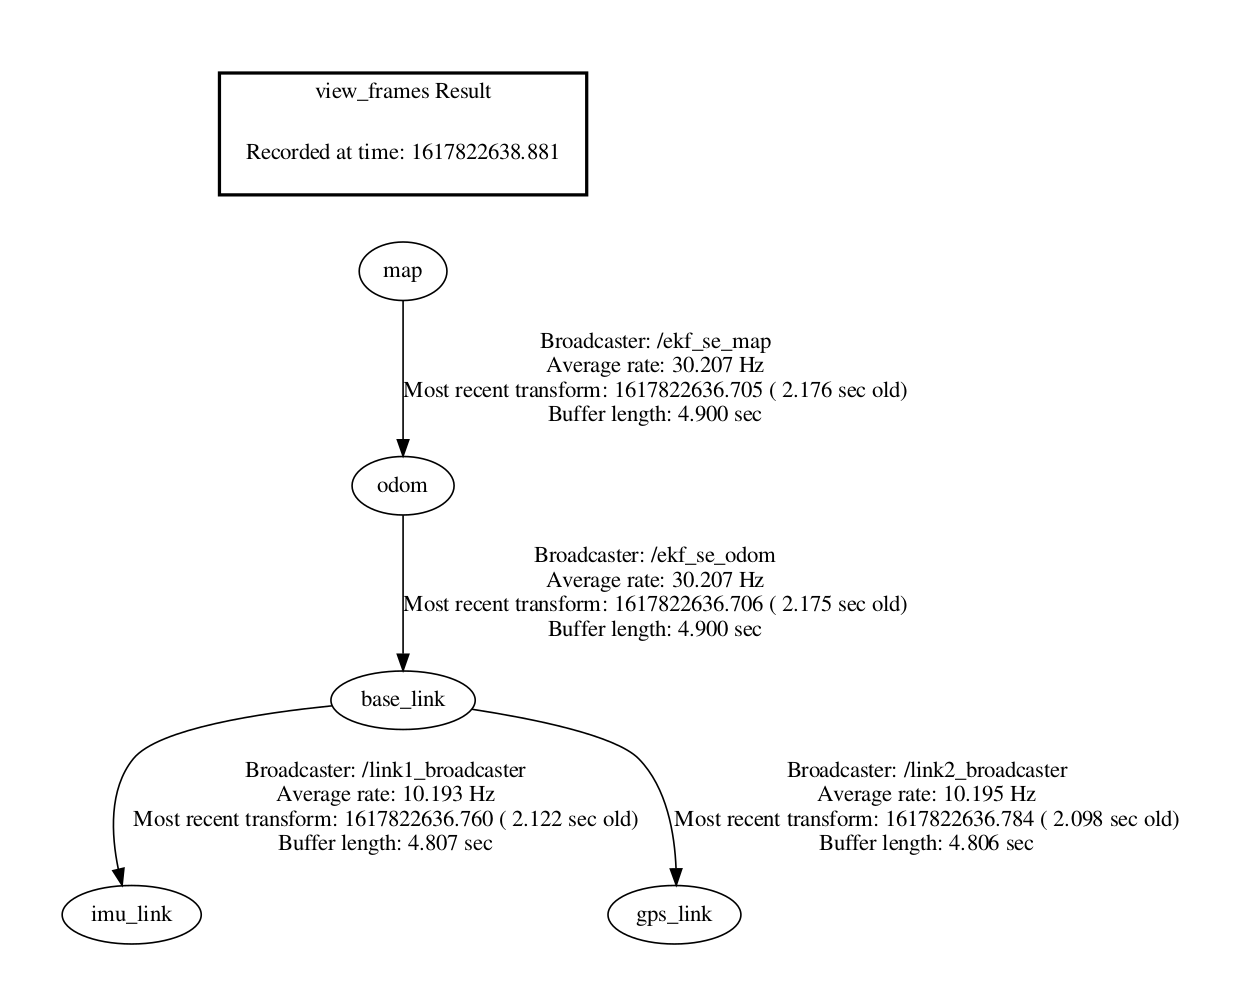 view_frames Result
Recorded at time: 1617822638.881
map
Broadcaster: /ekf_se_map
Average rate: 30.207 Hz
Most recent transform: 1617822636.705 ( 2.176 sec old)
Buffer length: 4.900 sec
odom
Broadcaster: /ekf_se_odom
Average rate: 30.207 Hz
Most recent transform: 1617822636.706 ( 2.175 sec old)
Buffer length: 4.900 sec
base_link
Broadcaster: /link1_broadcaster
Average rate: 10.193 Hz
Most recent transform: 1617822636.760 ( 2.122 sec old)
Buffer length: 4.807 sec
Broadcaster: /link2_broadcaster
Average rate: 10.195 Hz
Most recent transform: 1617822636.784 ( 2.098 sec old)
Buffer length: 4.806 sec
imu_link
gps_link